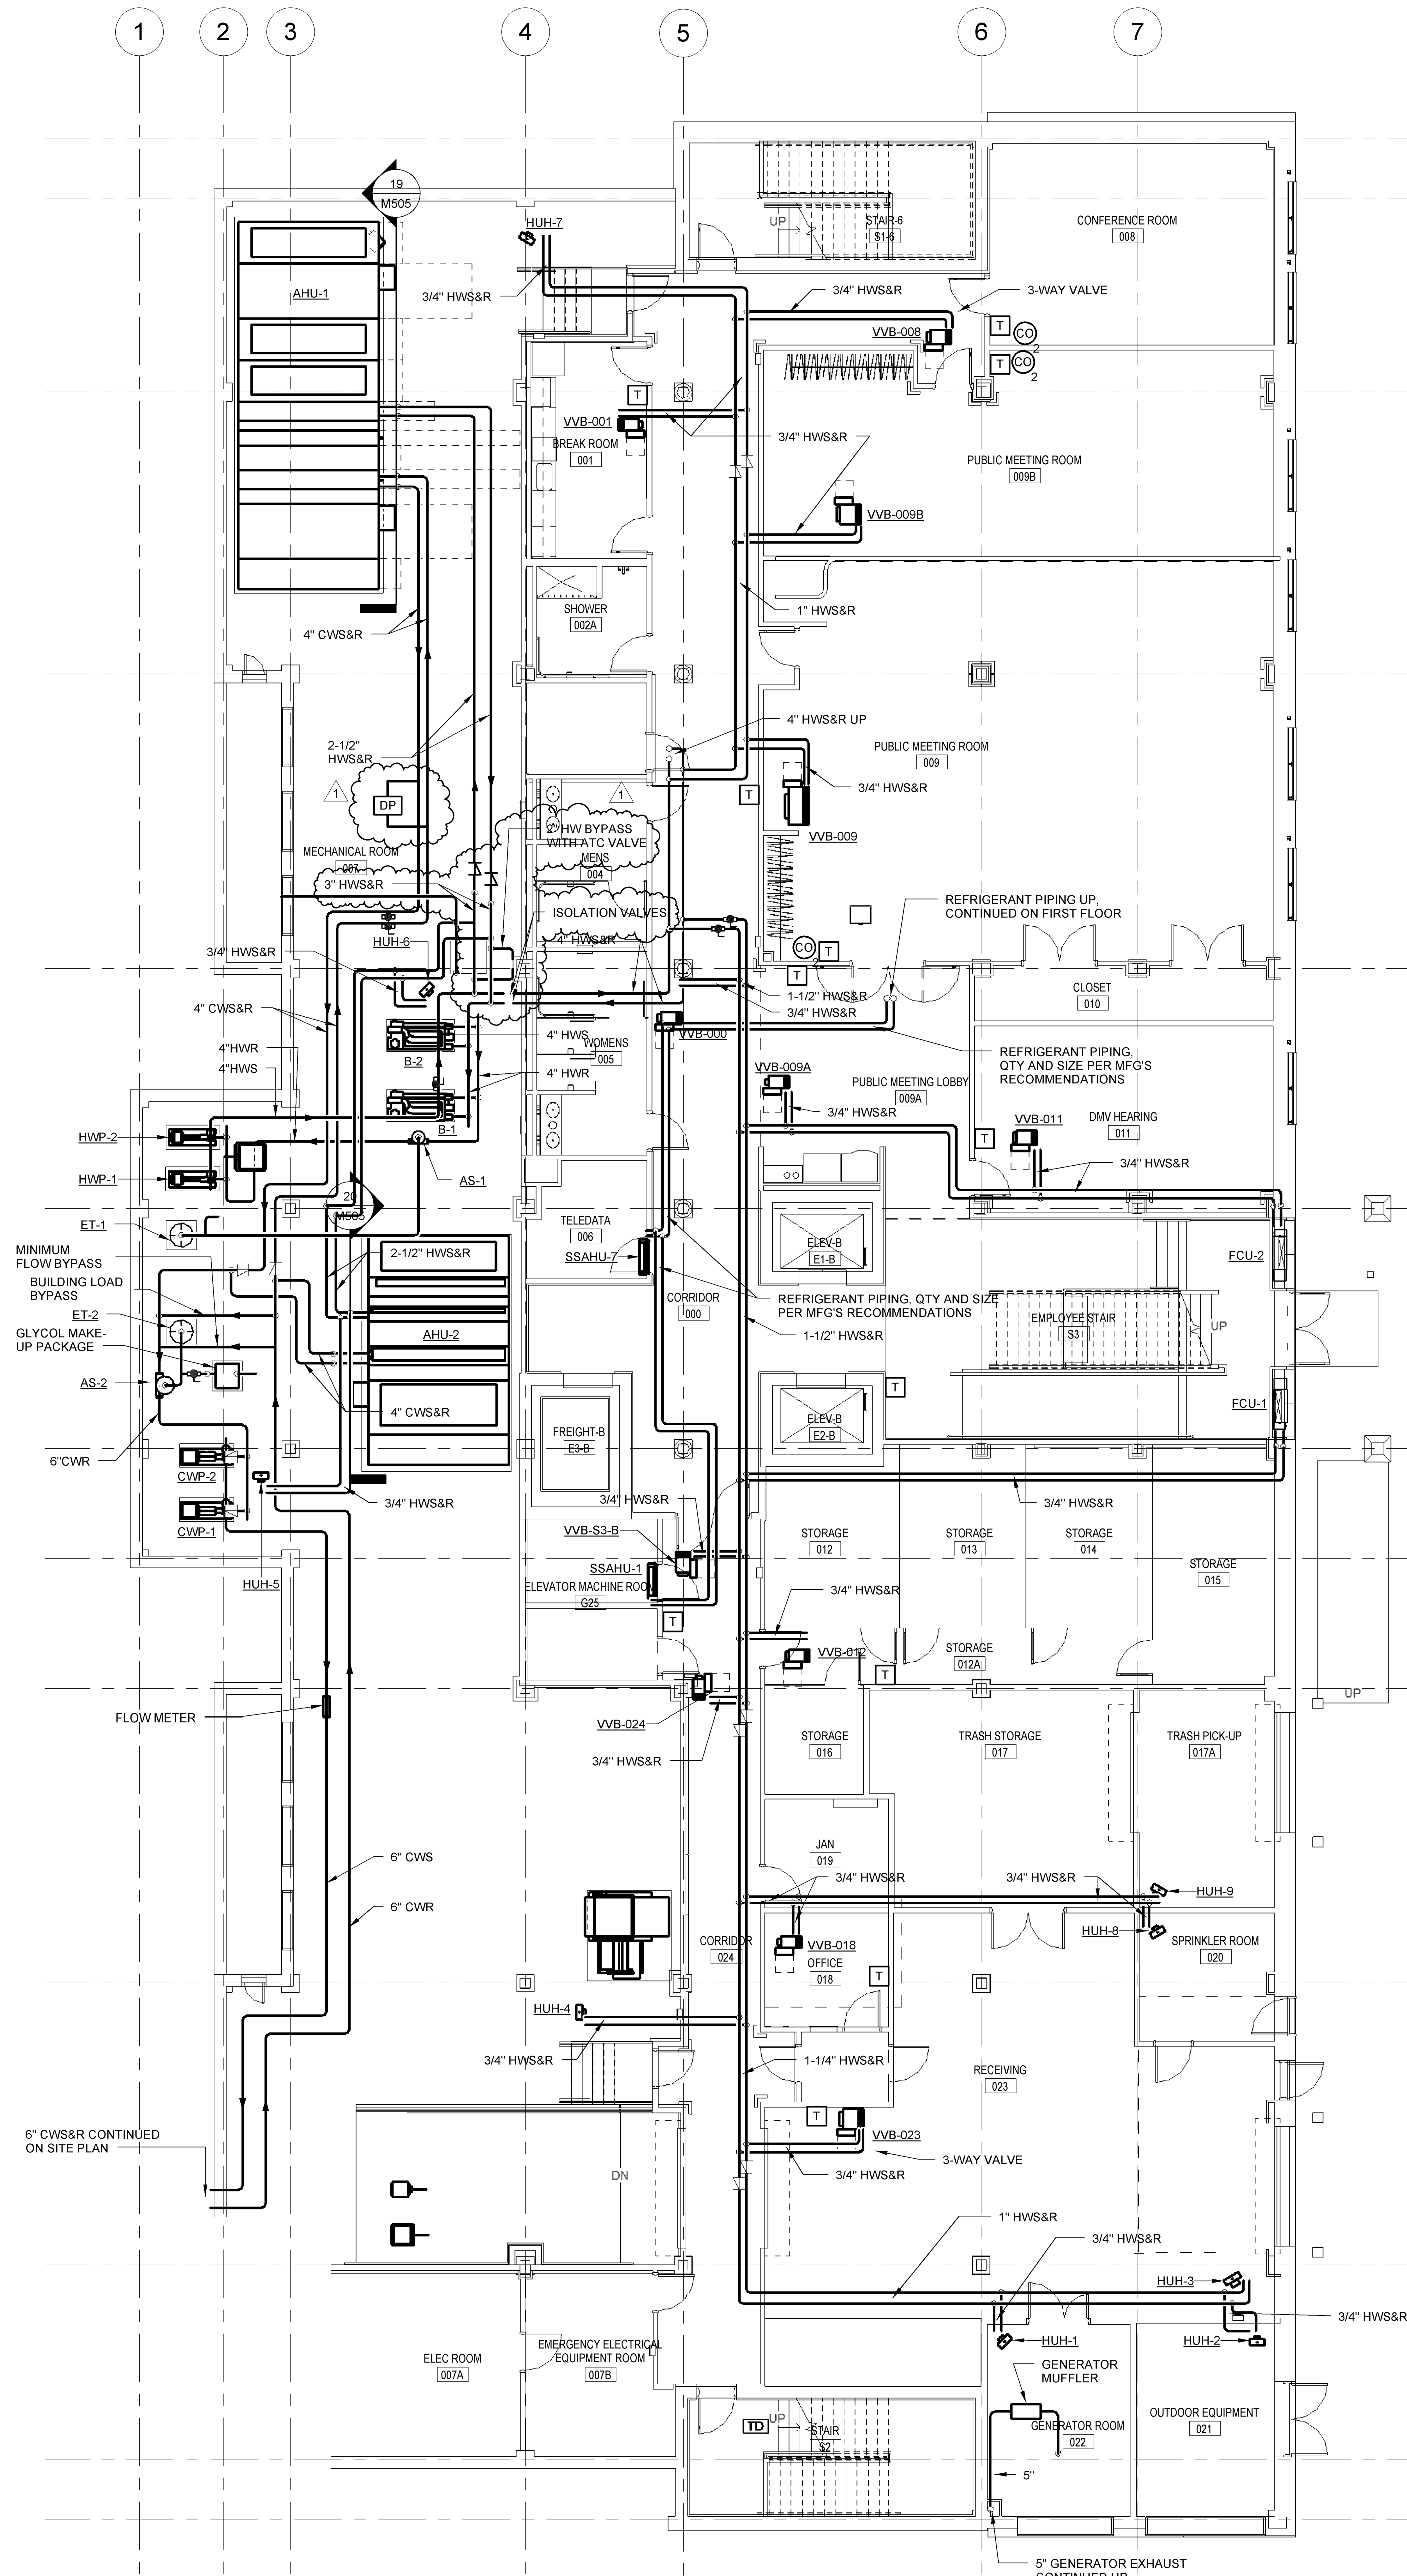 1 2 3 4 5 6 7
19
M505
HUH-7
UP
STAIR-6
S1-6
CONFERENCE ROOM
008
AHU-1
3/4" HWS&R
3/4" HWS&R
3-WAY VALVE
VVB-008
T
CO2
T
CO2
T
VVB-001
3/4" HWS&R
BREAK ROOM
001
PUBLIC MEETING ROOM
009B
VVB-009B
SHOWER
002A
1" HWS&R
4" CWS&R
4" HWS&R UP
2-1/2"
HWS&R
PUBLIC MEETING ROOM
009
3/4" HWS&R
1
DP
1
T
2" HW BYPASS
WITH ATC VALVE
VVB-009
MECHANICAL ROOM
007
MENS
004
3" HWS&R
REFRIGERANT PIPING UP,
CONTINUED ON FIRST FLOOR
ISOLATION VALVES
HUH-6
4" HWS&R
3/4" HWS&R
CO2
T
T
CLOSET
010
1-1/2" HWS&R
3/4" HWS&R
4" CWS&R
4" HWS
VVB-000
WOMENS
005
4"HWR
B-2
REFRIGERANT PIPING,
QTY AND SIZE PER MFG'S
RECOMMENDATIONS
4"HWS
4" HWR
VVB-009A
PUBLIC MEETING LOBBY
009A
3/4" HWS&R
VVB-011
DMV HEARING
011
HWP-2
B-1
T
3/4" HWS&R
HWP-1
AS-1
20
M505
ET-1
TELEDATA
006
ELEV-B
E1-B
MINIMUM
FLOW BYPASS
2-1/2" HWS&R
SSAHU-7
FCU-2
BUILDING LOAD
BYPASS
CORRIDOR
000
REFRIGERANT PIPING, QTY AND SIZE
PER MFG'S RECOMMENDATIONS
ET-2
EMPLOYEE STAIR
S3
UP
GLYCOL MAKE-
UP PACKAGE
AHU-2
1-1/2" HWS&R
AS-2
T
4" CWS&R
FCU-1
FREIGHT-B
E3-B
ELEV-B
E2-B
6"CWR
CWP-2
3/4" HWS&R
3/4" HWS&R
3/4" HWS&R
CWP-1
VVB-S3-B
STORAGE
012
STORAGE
013
STORAGE
014
STORAGE
015
HUH-5
SSAHU-1
ELEVATOR MACHINE ROOM
G25
3/4" HWS&R
T
STORAGE
012A
VVB-012
T
UP
FLOW METER
VVB-024
STORAGE
016
TRASH STORAGE
017
TRASH PICK-UP
017A
3/4" HWS&R
JAN
019
6" CWS
3/4" HWS&R
3/4" HWS&R
HUH-9
6" CWR
HUH-8
CORRIDOR
024
VVB-018
OFFICE
018
SPRINKLER ROOM
020
T
HUH-4
3/4" HWS&R
1-1/4" HWS&R
RECEIVING
023
T
6" CWS&R CONTINUED
ON SITE PLAN
VVB-023
3-WAY VALVE
DN
3/4" HWS&R
1" HWS&R
3/4" HWS&R
HUH-3
3/4" HWS&R
HUH-1
HUH-2
ELEC ROOM
007A
EMERGENCY ELECTRICAL
EQUIPMENT ROOM
007B
GENERATOR
MUFFLER
TD
UP
STAIR
S2
GENERATOR ROOM
022
OUTDOOR EQUIPMENT
021
5"
5" GENERATOR EXHAUST